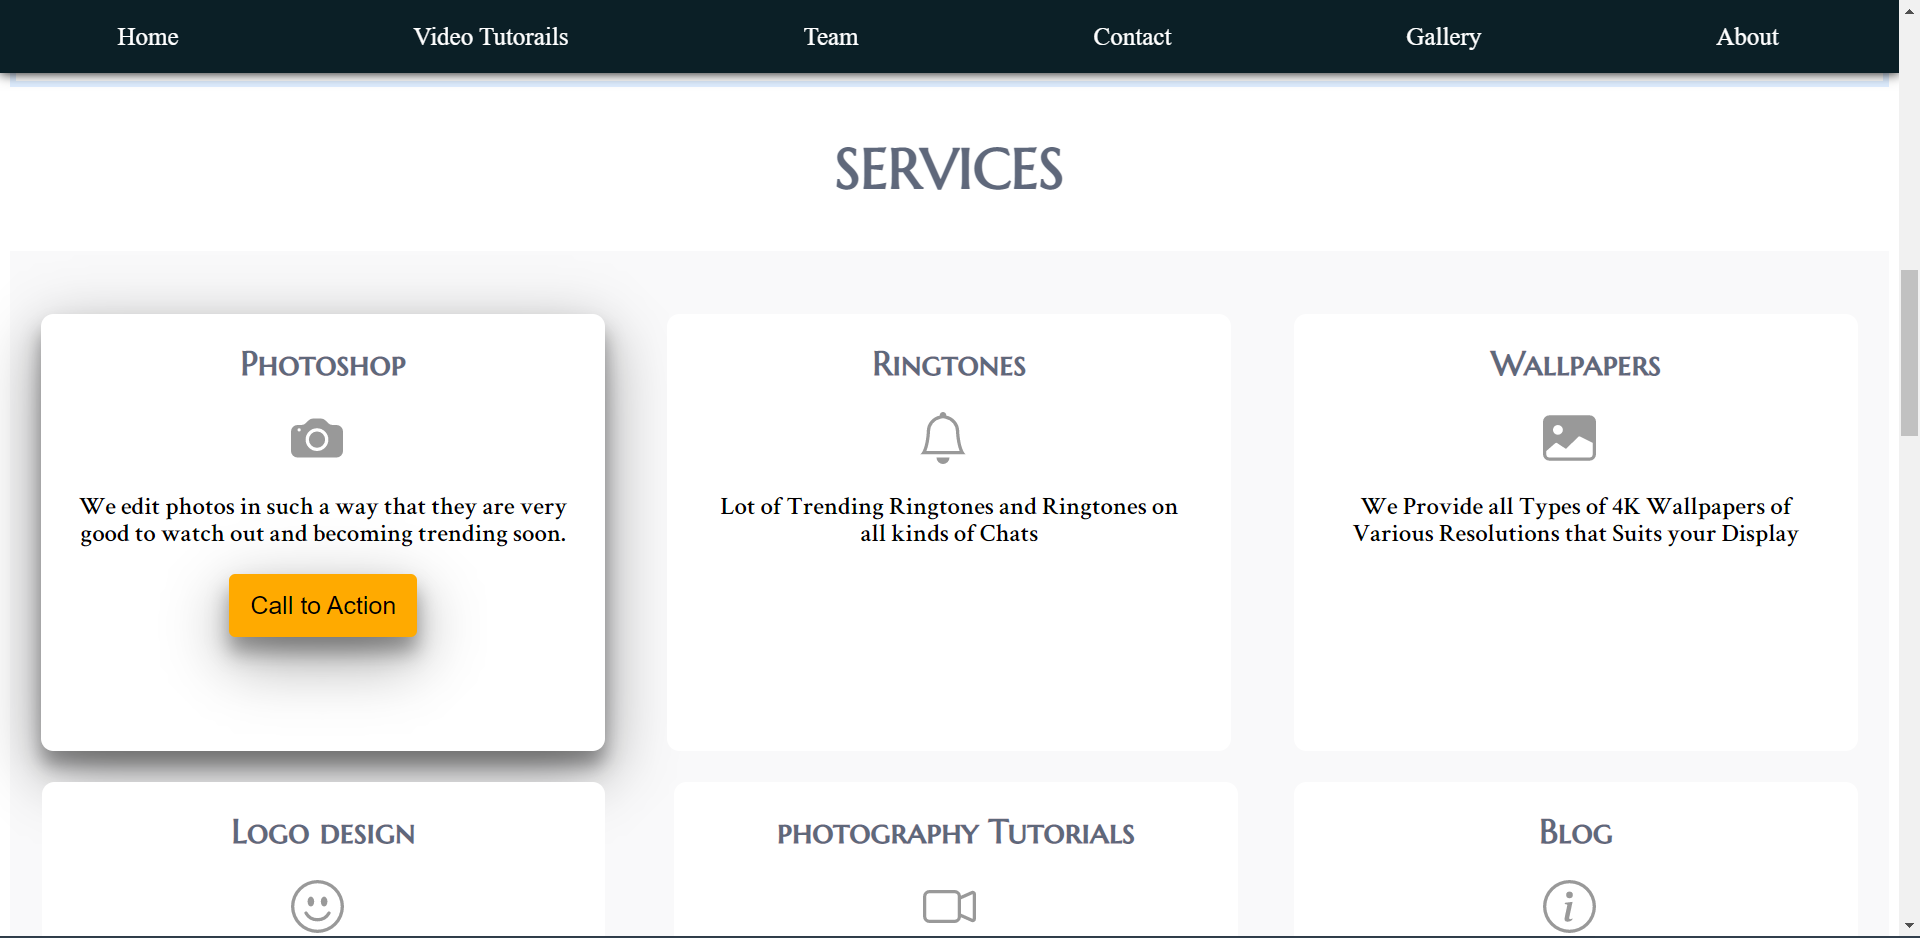 Home
Video Tutorails
Team
Contact
Gallery
About
SERVICES
Photoshop
We edit photos in such a way that they are very
good to watch out and becoming trending soon.
Call to Action
Ringtones
Lot of Trending Ringtones and Ringtones on
all kinds of Chats
Wallpapers
We Provide all Types of 4K Wallpapers of
Various Resolutions that Suits your Display
Logo design
photography Tutorials
Blog